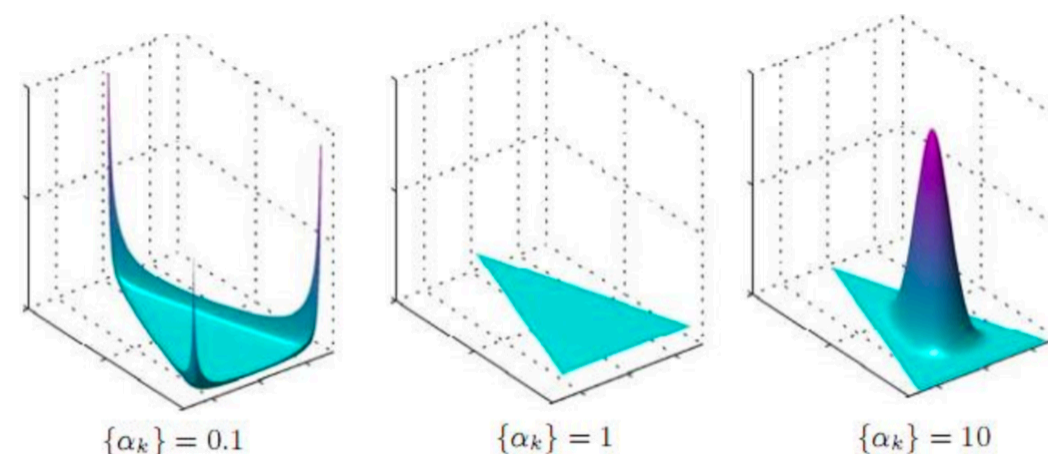 {αₖ} = 0.1
{αₖ} = 1
{αₖ} = 10